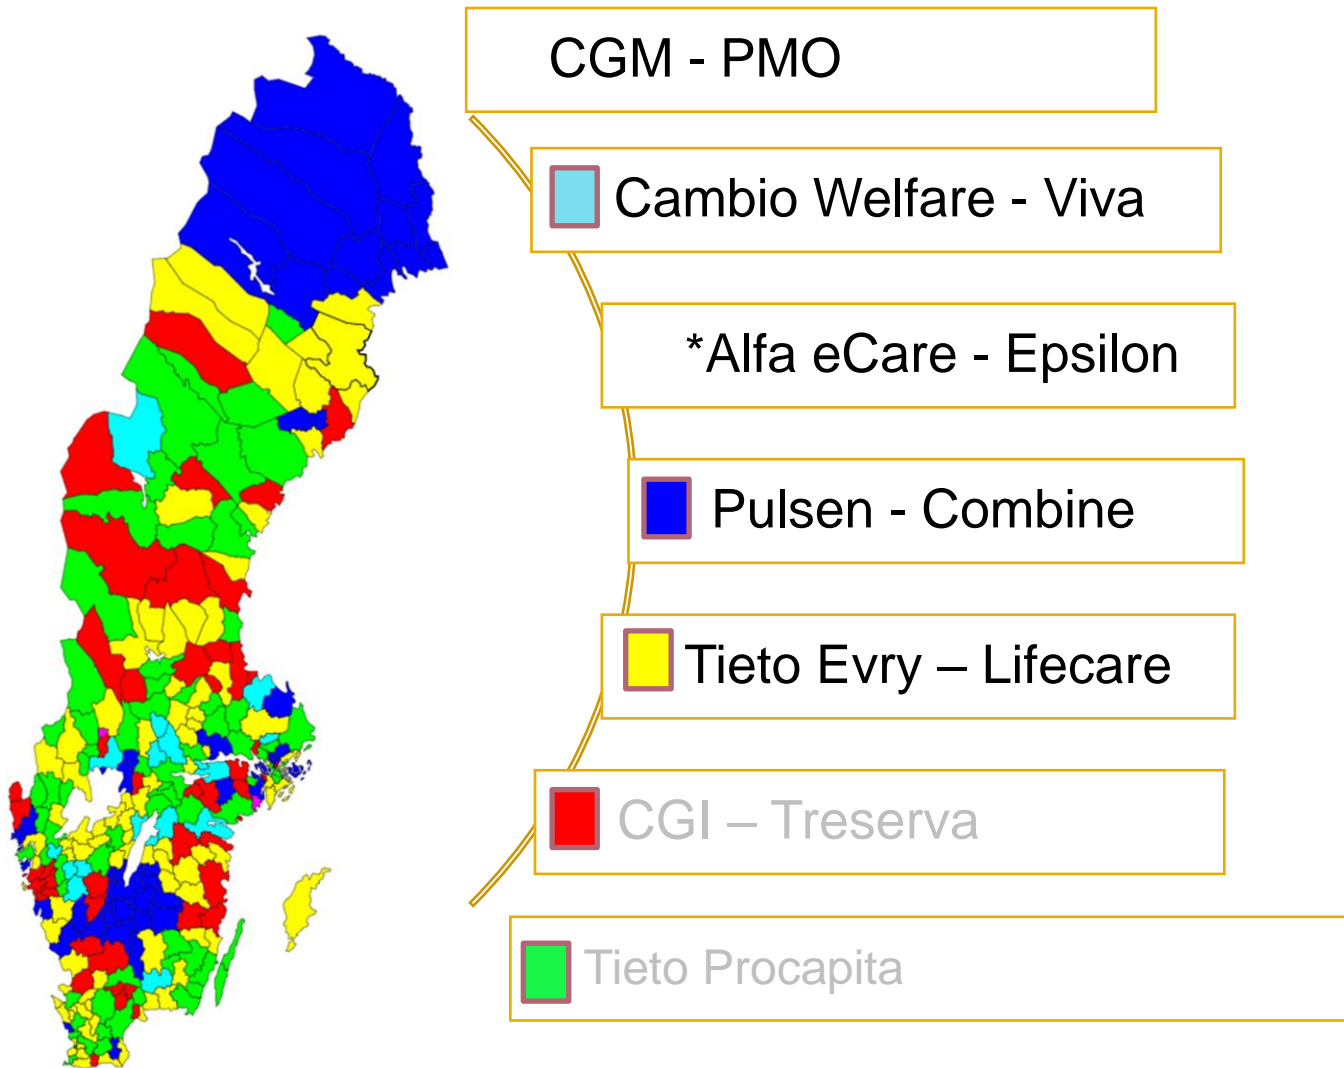 CGM - PMO
Cambio Welfare - Viva
*Alfa eCare - Epsilon
Pulsen - Combine
Tieto Evry – Lifecare
CGI – Treserva
Tieto Procapita